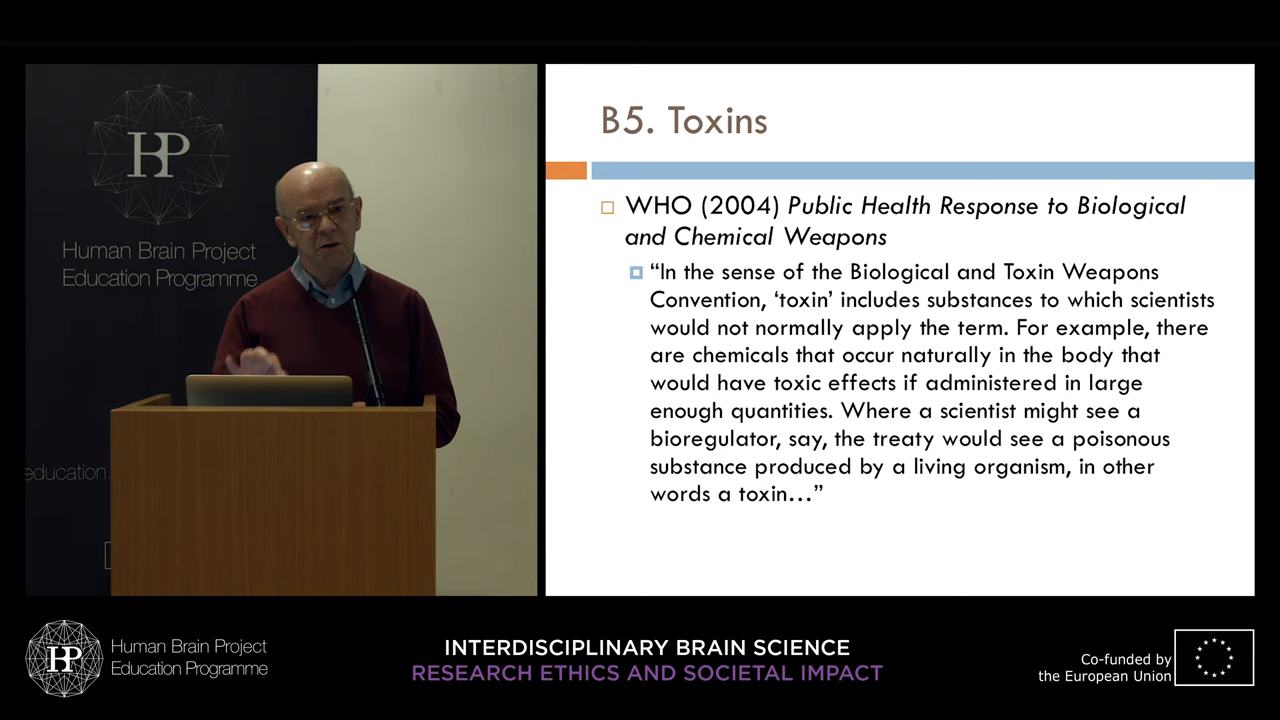 HP
Human Brain Project
Education Programme
education.
B5. Toxins
WHO (2004) Public Health Response to Biological
and Chemical Weapons
“In the sense of the Biological and Toxin Weapons
Convention, ‘toxin’ includes substances to which scientists
would not normally apply the term. For example, there
are chemicals that occur naturally in the body that
would have toxic effects if administered in large
enough quantities. Where a scientist might see a
bioregulator, say, the treaty would see a poisonous
substance produced by a living organism, in other
words a toxin…”
HP
Human Brain Project
Education Programme
INTERDISCIPLINARY BRAIN SCIENCE
RESEARCH ETHICS AND SOCIETAL IMPACT
Co-funded by
the European Union